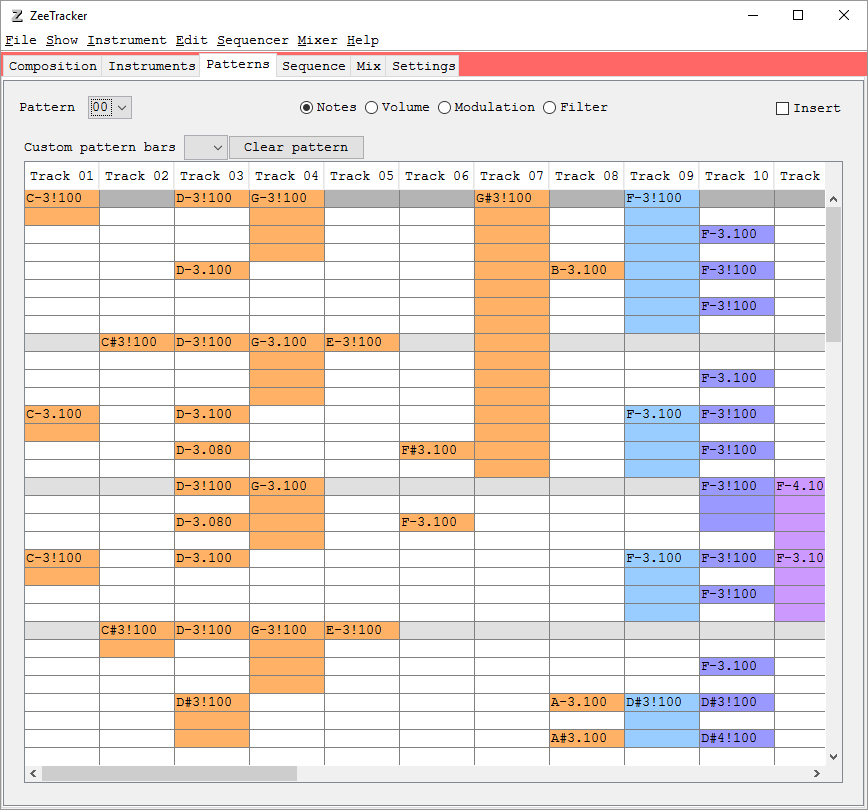 ZeeTracker
File Show Instrument Edit Sequencer Mixer Help
Composition Instruments Patterns Sequence Mix Settings
Pattern 00 Notes Volume Modulation Filter Insert
Custom pattern bars Clear pattern
Track 01 Track 02 Track 03 Track 04 Track 05 Track 06 Track 07 Track 08 Track 09 Track 10 Track
C-3!100 D-3!100 G-3!100 G#3!100 F-3!100
F-3.100
D-3.100 B-3.100 F-3!100
F-3!100
C#3!100 D-3!100 G-3.100 E-3!100
F-3.100
C-3.100 D-3.100 F-3.100 F-3!100
D-3.080 F#3.100 F-3!100
D-3!100 G-3.100 F-3!100 F-4.10
D-3.080 F-3.100
C-3!100 D-3.100 F-3.100 F-3!100 F-3.10
F-3!100
C#3!100 D-3!100 G-3!100 E-3!100
F-3.100
D#3!100 A-3.100 D#3!100 D#3!100
A#3.100 D#4!100